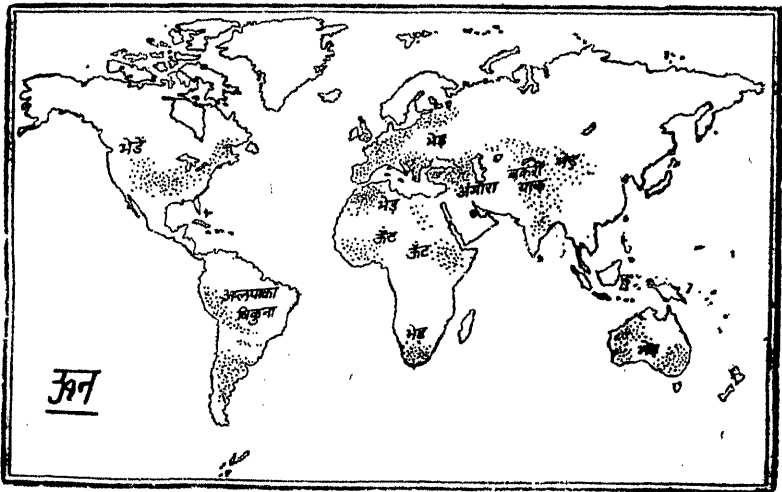 भेड़ें
भेड़
भेड़
अंगोरा
बकरी
याक
भेड़
ऊँट
ऊँट
अल्पाका
विकुना
भेड़
भेड़
ऊन